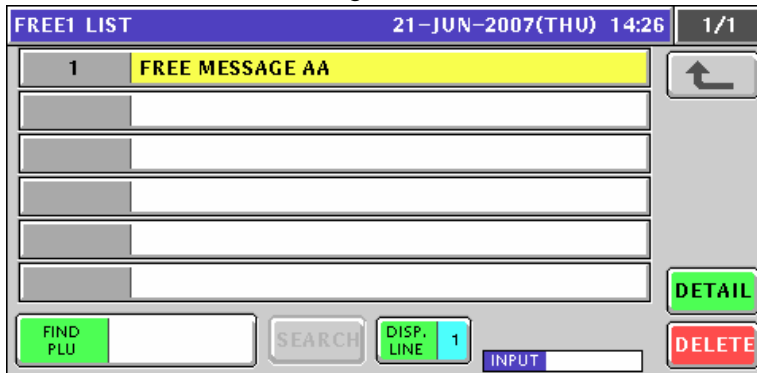 FREE1 LIST 21-JUN-2007(THU) 14:26 1/1
1 FREE MESSAGE AA
DETAIL
FIND PLU SEARCH DISP. LINE 1 INPUT DELETE